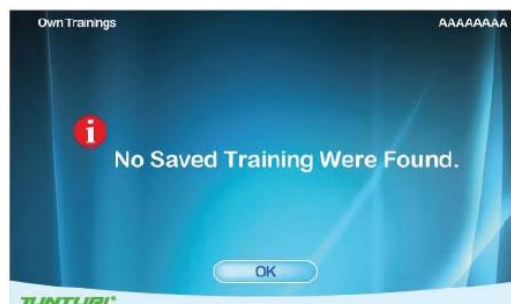 Own Trainings
AAAAAAAA
i
No Saved Training Were Found.
OK
TUNTURI®